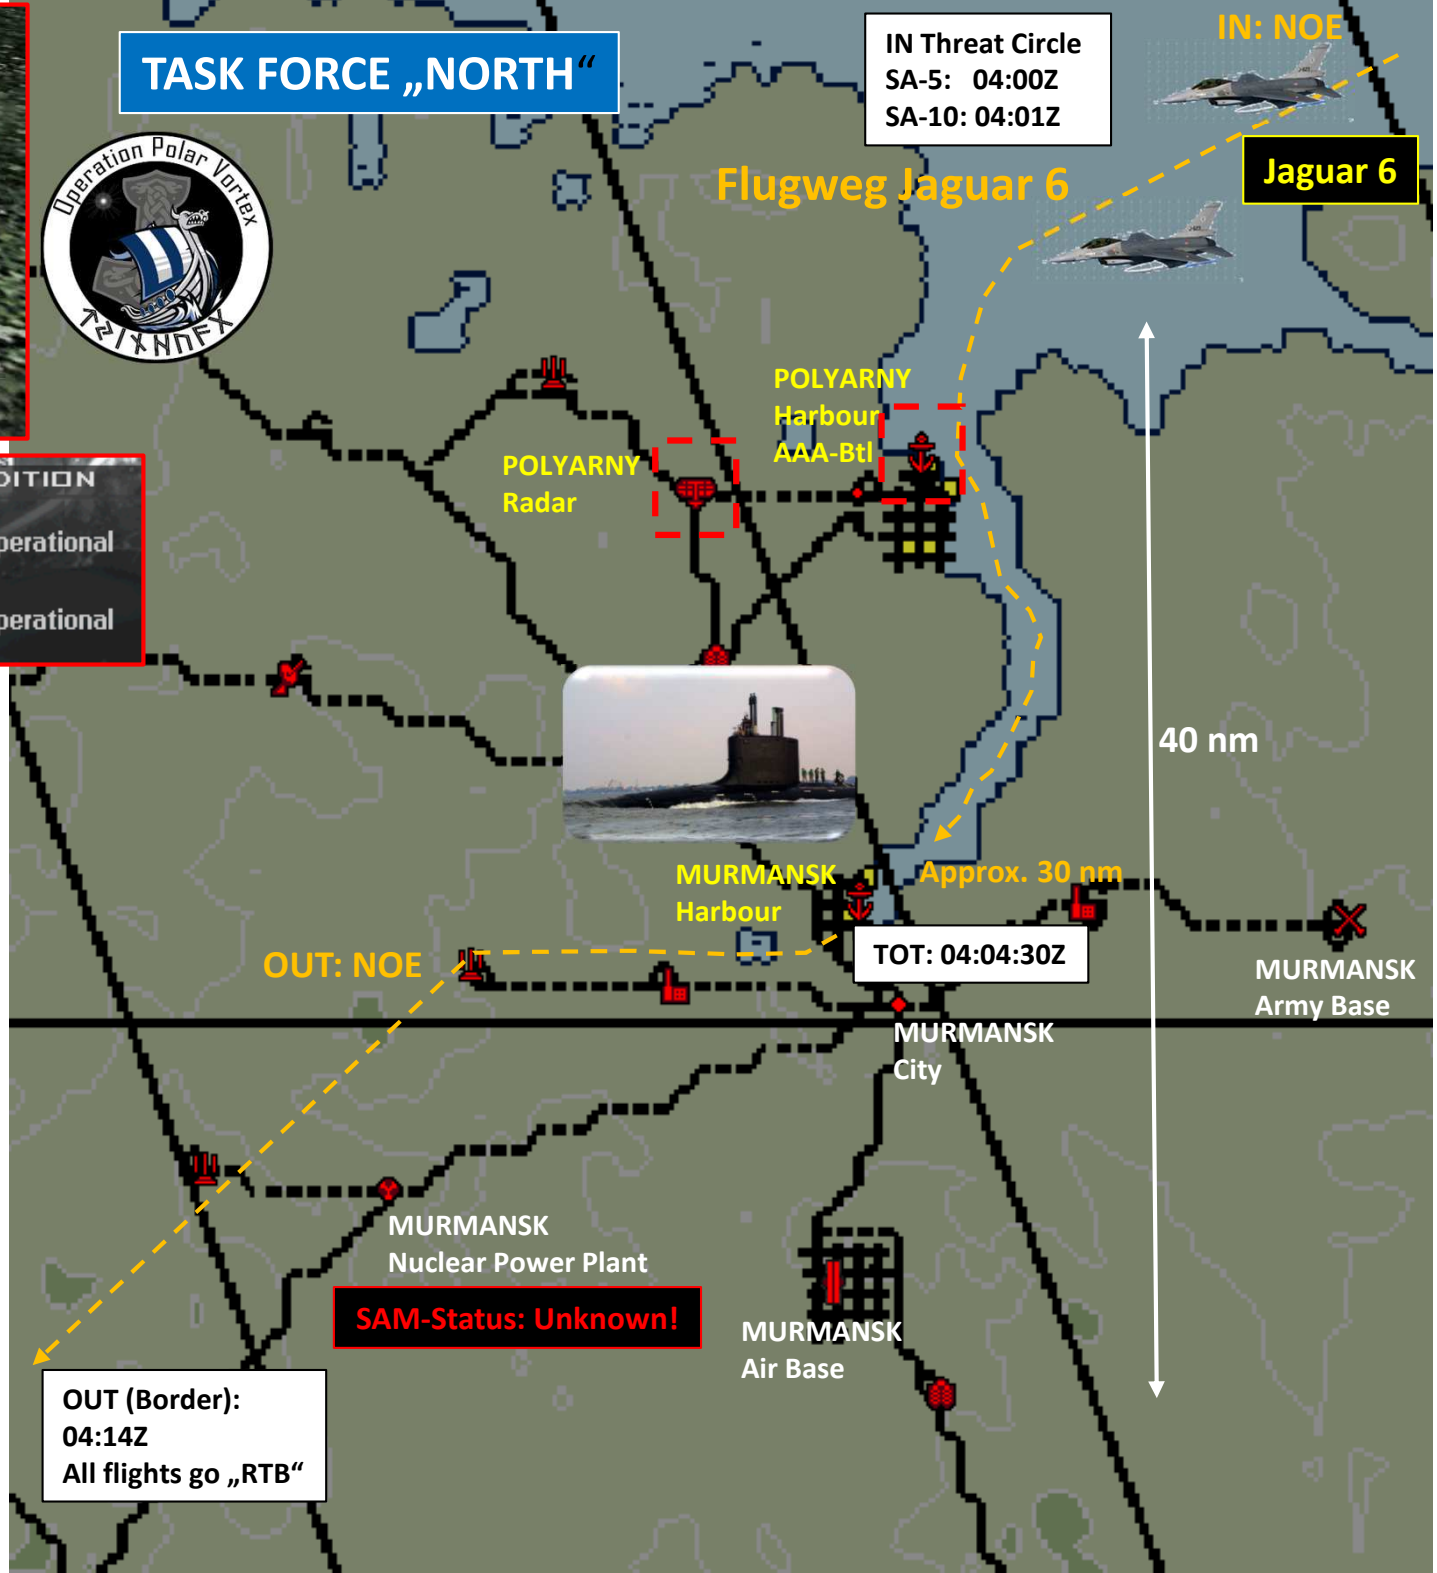 TASK FORCE „NORTH“
Operation Polar Vortex
IN Threat Circle
SA-5: 04:00Z
SA-10: 04:01Z
IN: NOE
Jaguar 6
Flugweg Jaguar 6
POLYARNY
Harbour
AAA-Btl
POLYARNY
Radar
DITION
perational
perational
40 nm
MURMANSK
Harbour
Approx. 30 nm
TOT: 04:04:30Z
OUT: NOE
MURMANSK
Army Base
MURMANSK
City
MURMANSK
Nuclear Power Plant
SAM-Status: Unknown!
MURMANSK
Air Base
OUT (Border):
04:14Z
All flights go „RTB“